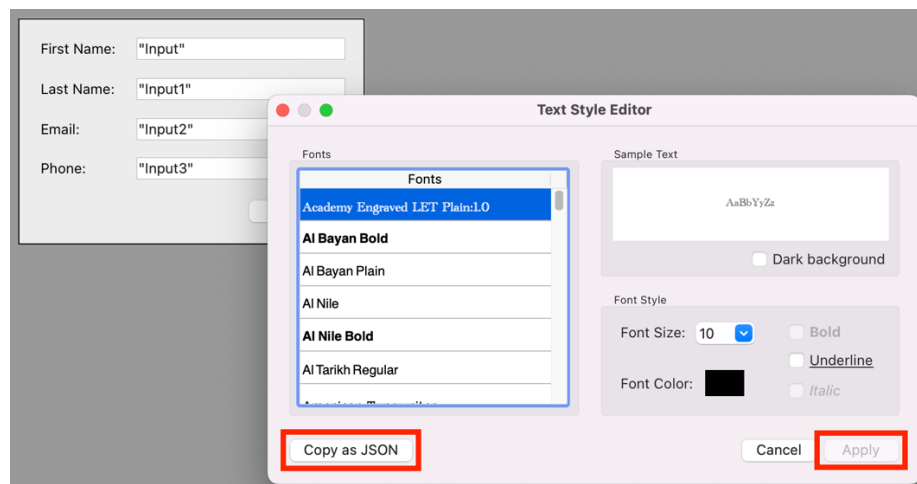 First Name: "Input"
Last Name: "Input1"
Email: "Input2"
Phone: "Input3"
Text Style Editor
Fonts
Fonts
Academy Engraved LET Plain:1.0
Al Bayan Bold
Al Bayan Plain
Al Nile
Al Nile Bold
Al Tarikh Regular
Sample Text
AaBbYyZz
Dark background
Font Style
Font Size: 10
Bold
Underline
Font Color:
Italic
Copy as JSON
Cancel
Apply